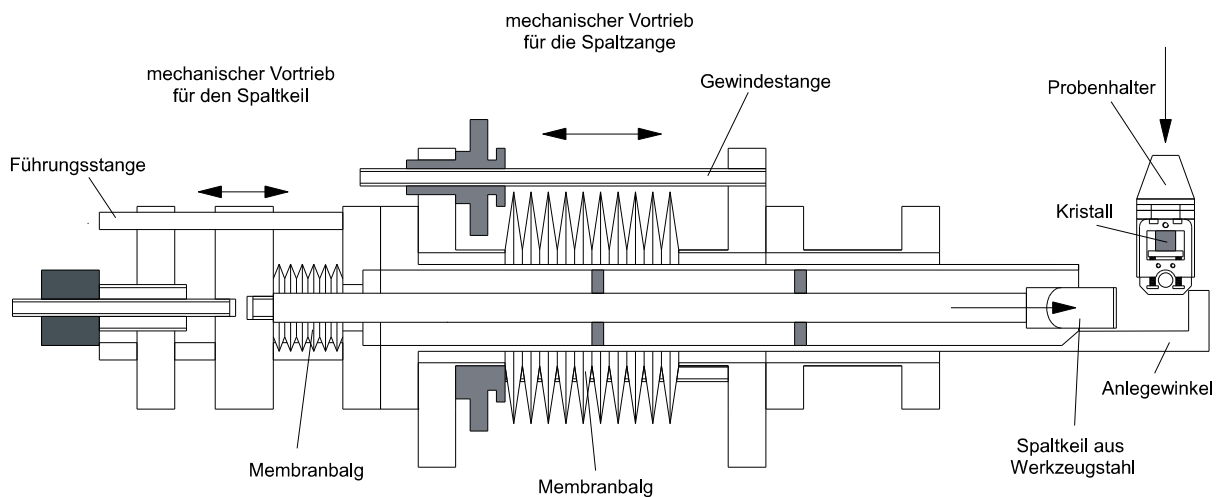 mechanischer Vortrieb
für die Spaltzange
mechanischer Vortrieb
für den Spaltkeil
Gewindestange
Probenhalter
Führungsstange
Kristall
Membranbalg
Membranbalg
Anlegewinkel
Spaltkeil aus
Werkzeugstahl